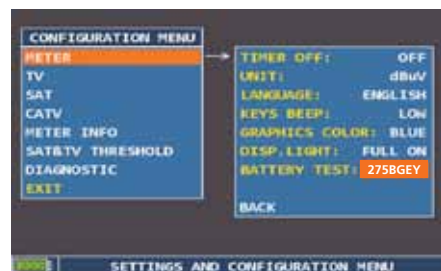 CONFIGURATION MENU
METER
TV
SAT
CATV
METER INFO
SAT&TV THRESHOLD
DIAGNOSTIC
EXIT
TIMER OFF: OFF
UNIT: dBuV
LANGUAGE: ENGLISH
KEYS BEEP: LOW
GRAPHICS COLOR: BLUE
DISP.LIGHT: FULL ON
BATTERY TEST: 275BGEY
BACK
SETTINGS AND CONFIGURATION MENU